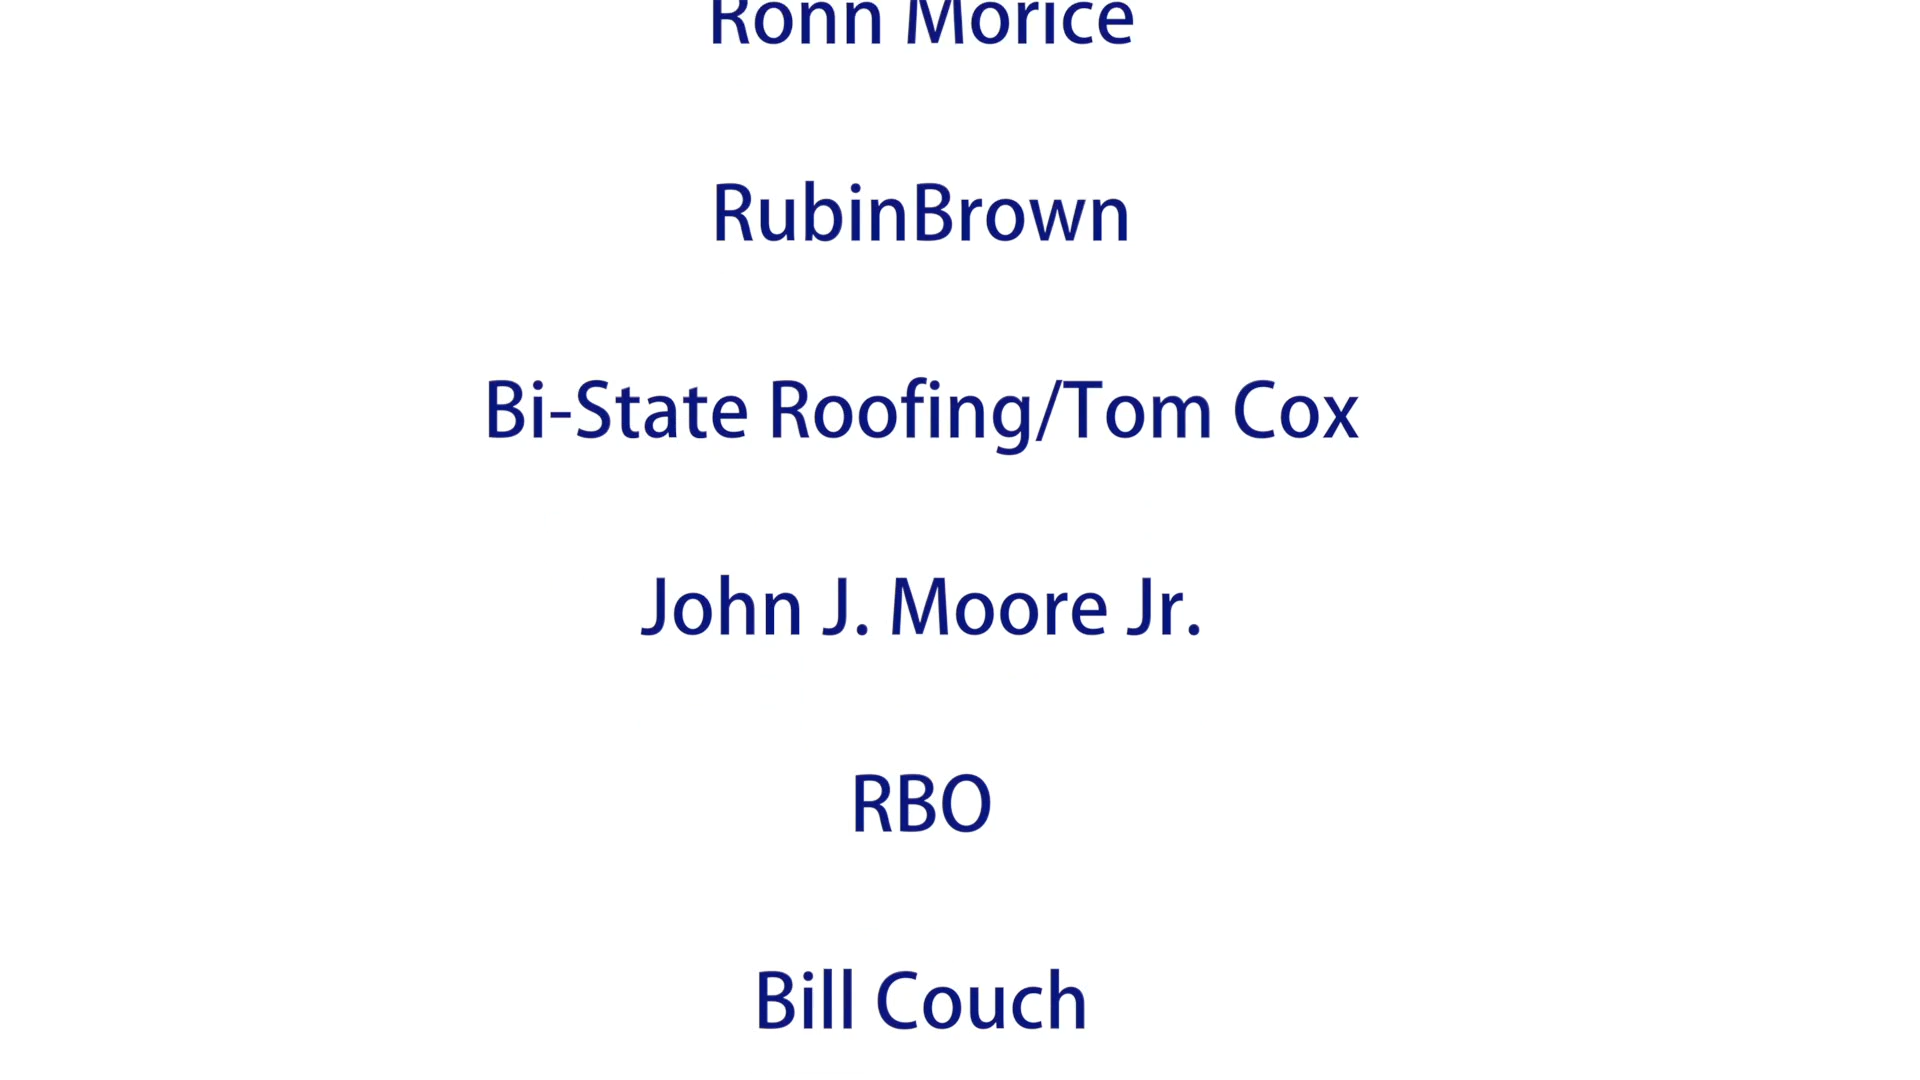 Ronn Morice
RubinBrown
Bi-State Roofing/Tom Cox
John J. Moore Jr.
RBO
Bill Couch